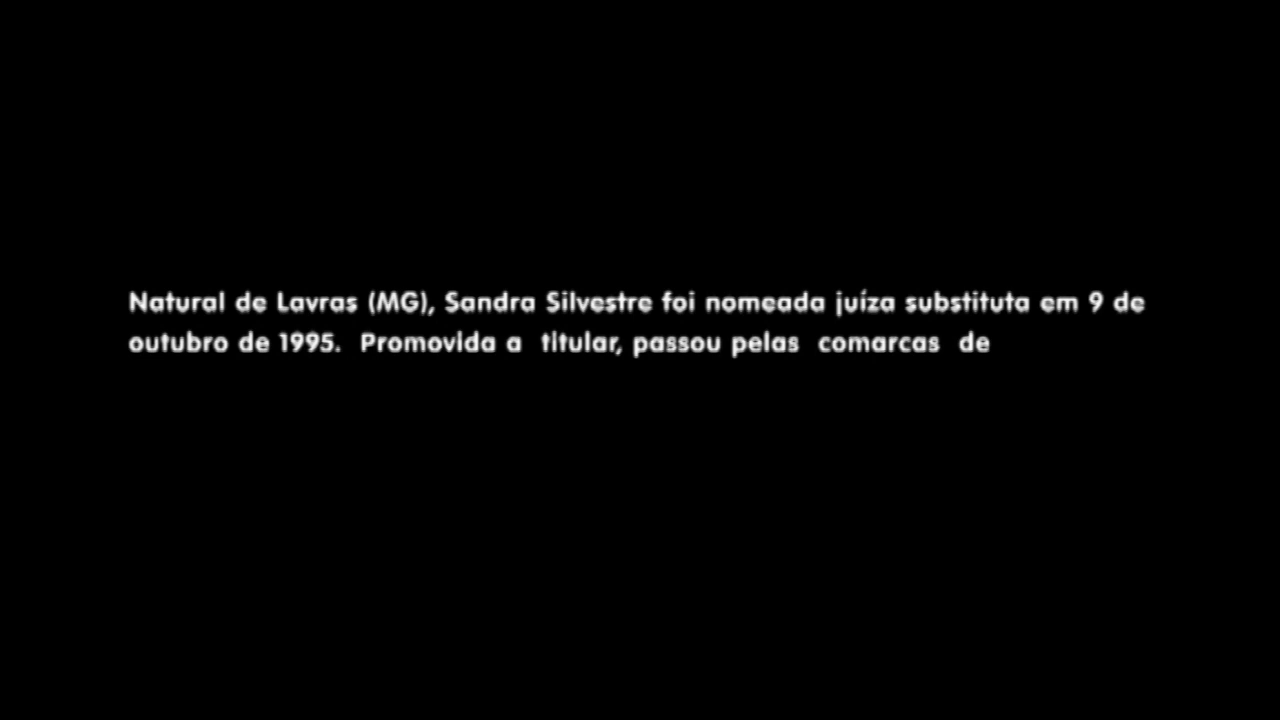 Natural de Lavras (MG), Sandra Silvestre foi nomeada juíza substituta em 9 de
outubro de 1995. Promovida a titular, passou pelas comarcas de